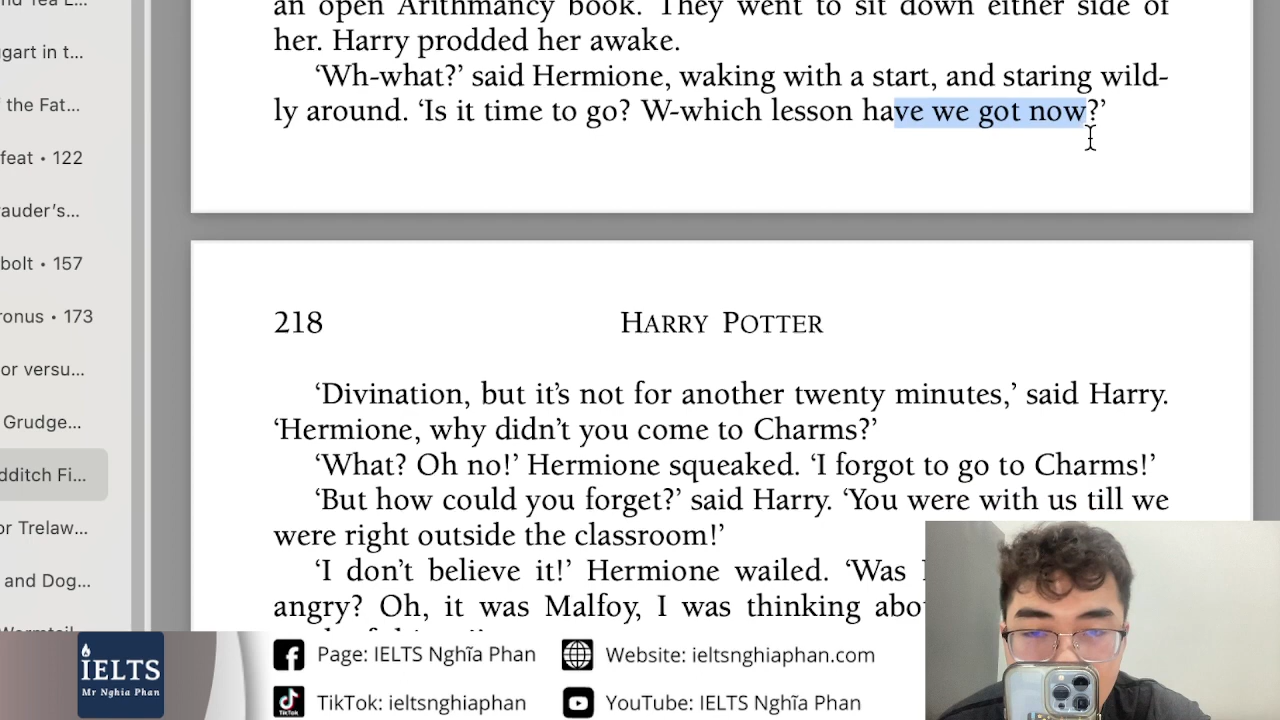 an open Arithmancy book. They went to sit down either side of
her. Harry prodded her awake.
‘Wh-what?’ said Hermione, waking with a start, and staring wild-
ly around. ‘Is it time to go? W-which lesson have we got now?’
218
HARRY POTTER
‘Divination, but it’s not for another twenty minutes,’ said Harry.
‘Hermione, why didn’t you come to Charms?’
‘What? Oh no!’ Hermione squeaked. ‘I forgot to go to Charms!’
‘But how could you forget?’ said Harry. ‘You were with us till we
were right outside the classroom!’
‘I don’t believe it!’ Hermione wailed. ‘Was
angry? Oh, it was Malfoy, I was thinking
ggart in t...
the Fat...
feat • 122
auder’s...
bolt • 157
ronus • 173
or versu...
Grudge...
dditch Fi...
or Trelaw...
and Dog...
IELTS
Mr Nghia Phan
Page: IELTS Nghĩa Phan
Website: ieltsnghiaphan.com
TikTok: ieltsnghiaphan
YouTube: IELTS Nghĩa Phan